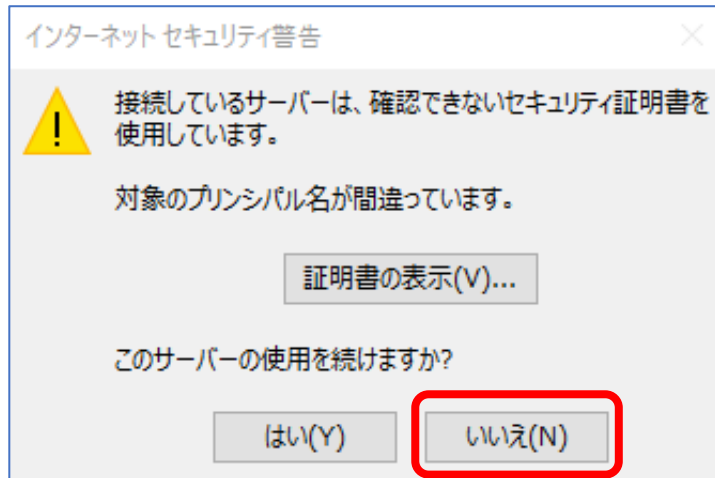 インターネット セキュリティ警告
接続しているサーバーは、確認できないセキュリティ証明書を
使用しています。
対象のプリンシパル名が間違っています。
証明書の表示(V)...
このサーバーの使用を続けますか?
はい(Y)
いいえ(N)